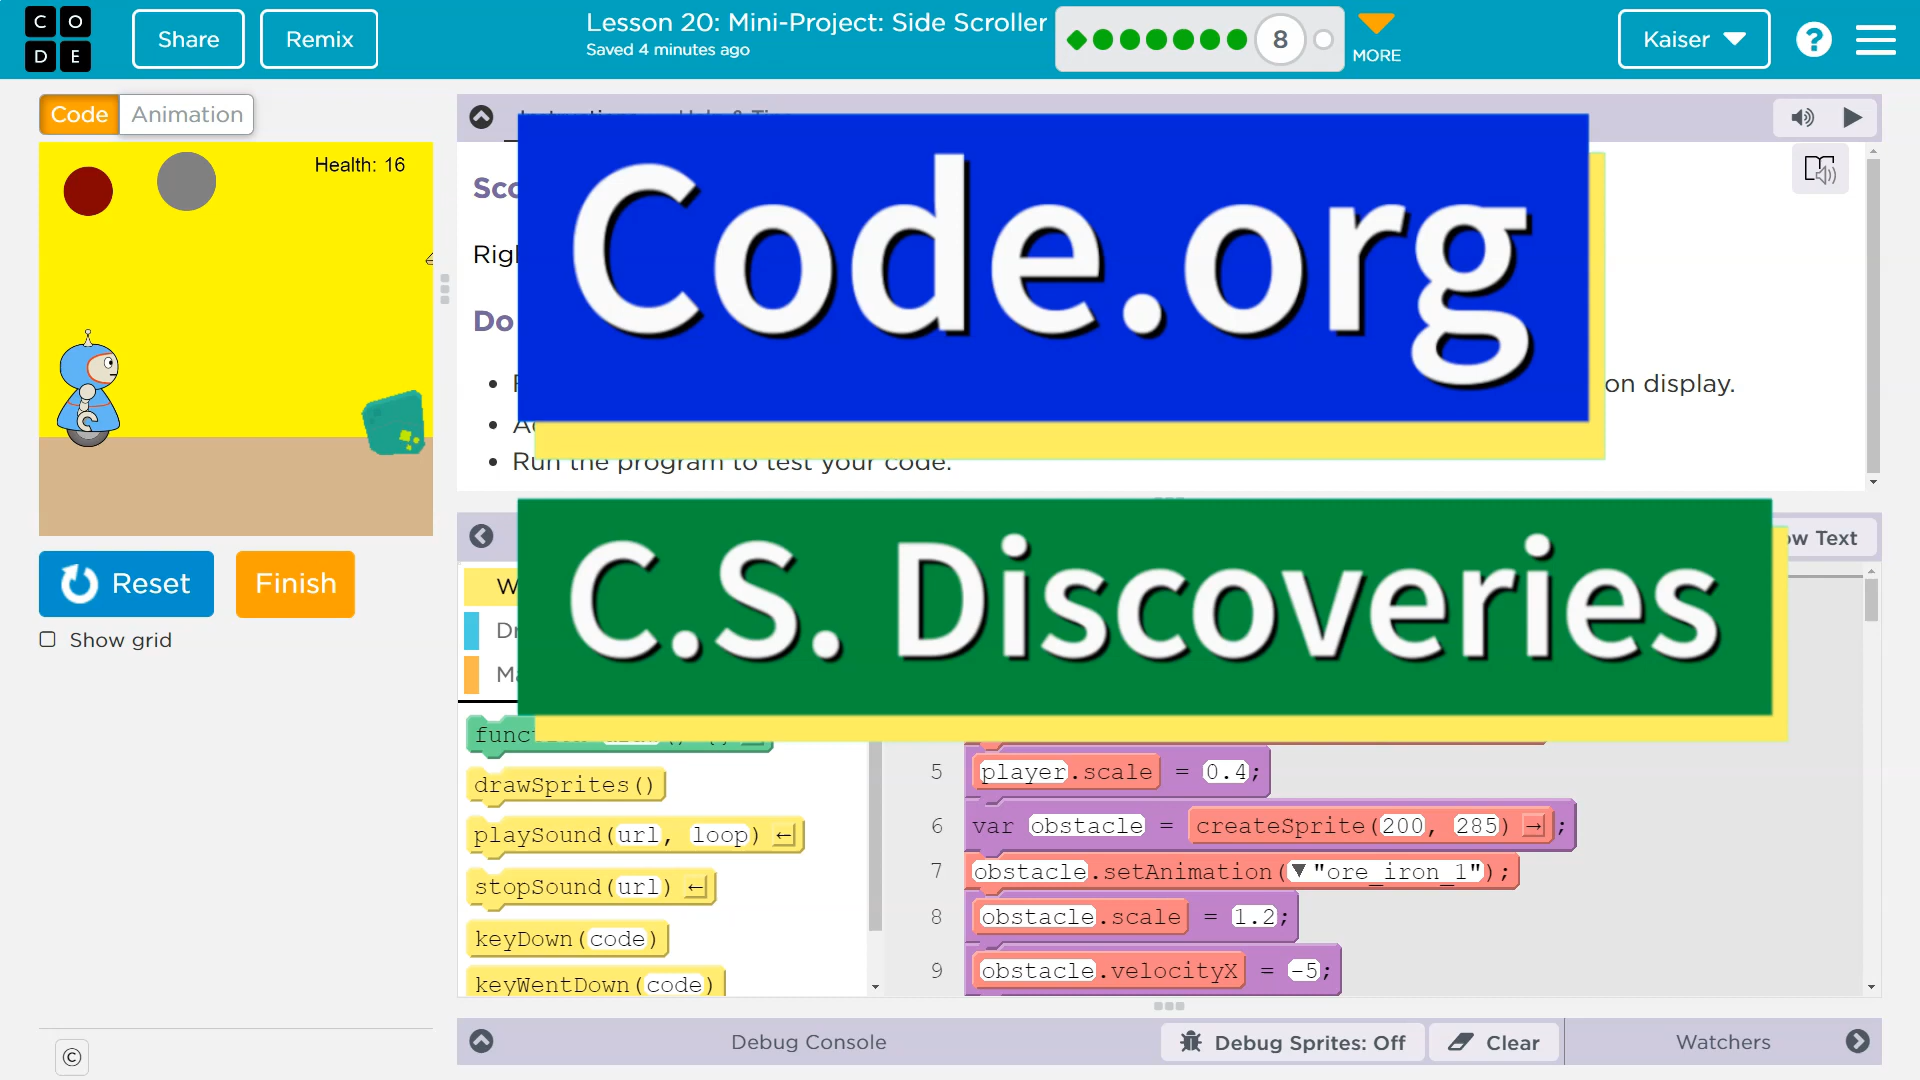 CODE
Share
Remix
Lesson 20: Mini-Project: Side Scroller
Saved 4 minutes ago
8
MORE
Kaiser
?
Code
Animation
Health: 16
Code.org
on display.
Run the program to test your code.
C.S. Discoveries
Reset
Finish
Show grid
Text
drawSprites()
playSound(url, loop)
stopSound(url)
keyDown(code)
keyWentDown(code)
5 player.scale = 0.4;
6 var obstacle = createSprite(200, 285);
7 obstacle.setAnimation("ore_iron_1");
8 obstacle.scale = 1.2;
9 obstacle.velocityX = -5;
©
Debug Console
Debug Sprites: Off
Clear
Watchers